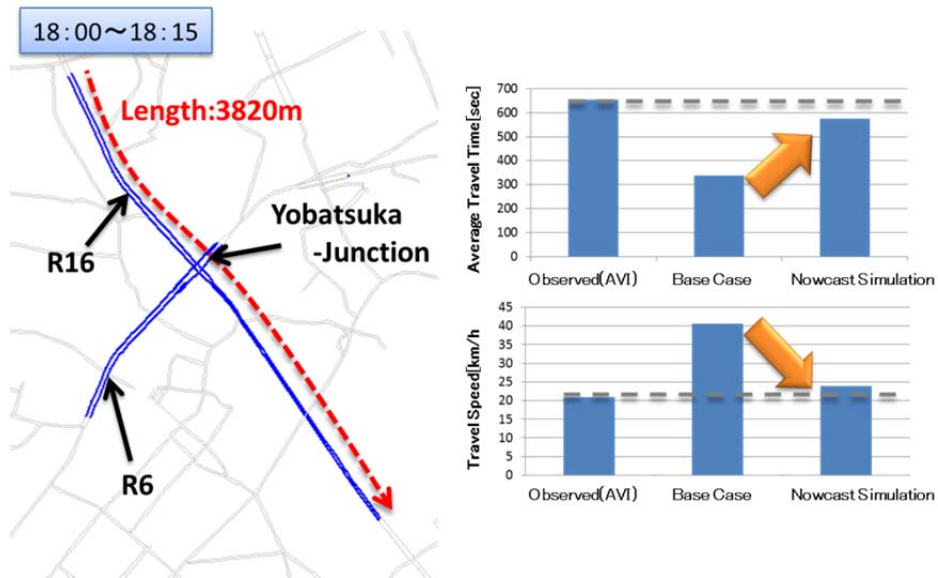 18:00～18:15
Length:3820m
Yobatsuka
-Junction
R16
R6
Average Travel Time[sec]
700
600
500
400
300
200
100
0
Observed(AVI)
Base Case
Nowcast Simulation
Travel Speed[km/h
45
40
35
30
25
20
15
10
5
0
Observed(AVI)
Base Case
Nowcast Simulation